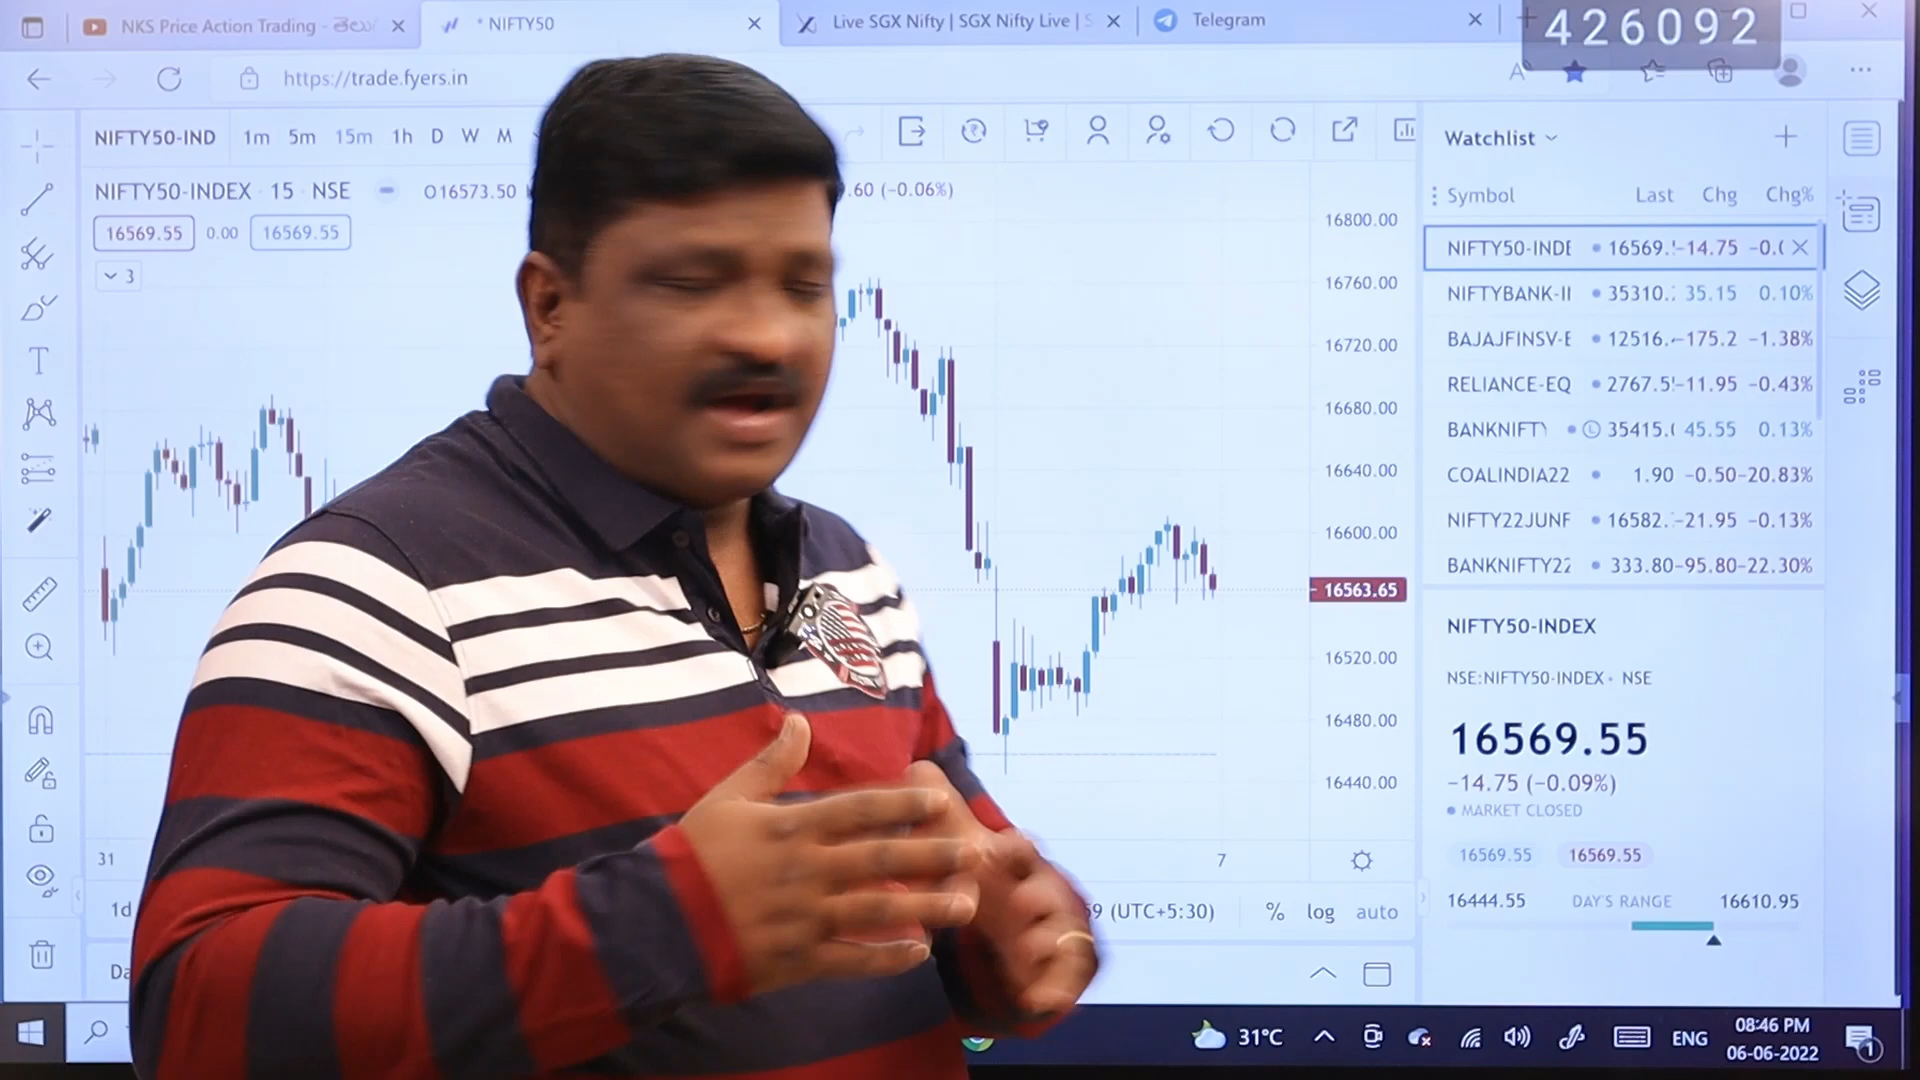 NKS Price Action Trading - తెలు
* NIFTY50
Live SGX Nifty | SGX Nifty Live | S
Telegram
426092
https://trade.fyers.in
NIFTY50-IND 1m 5m 15m 1h D W M
Watchlist
NIFTY50-INDEX · 15 · NSE O16573.50 .60 (−0.06%)
Symbol Last Chg Chg%
16569.55 0.00 16569.55
3
NIFTY50-INDE 16569.! −14.75 −0.(
NIFTYBANK-II 35310.: 35.15 0.10%
BAJAJFINSV-E 12516. −175.2 −1.38%
RELIANCE-EQ 2767.5! −11.95 −0.43%
BANKNIFTY L 35415.( 45.55 0.13%
COALINDIA22 1.90 −0.50 −20.83%
NIFTY22JUNF 16582. −21.95 −0.13%
BANKNIFTY22 333.80 −95.80 −22.30%
16800.00
16760.00
16720.00
16680.00
16640.00
16600.00
16563.65
16520.00
16480.00
16440.00
NIFTY50-INDEX
NSE:NIFTY50-INDEX · NSE
16569.55
−14.75 (−0.09%)
MARKET CLOSED
16569.55 16569.55
16444.55 DAY'S RANGE 16610.95
31 7
1d 59 (UTC+5:30) % log auto
Da
31°C ENG 08:46 PM
06-06-2022
1